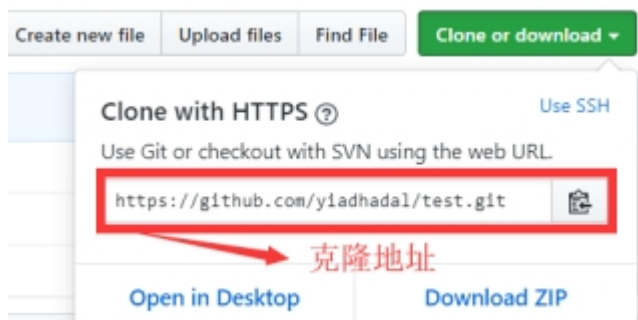 Create new file Upload files Find File Clone or download
Clone with HTTPS ? Use SSH
Use Git or checkout with SVN using the web URL.
https://github.com/yiadhadal/test.git
克隆地址
Open in Desktop Download ZIP